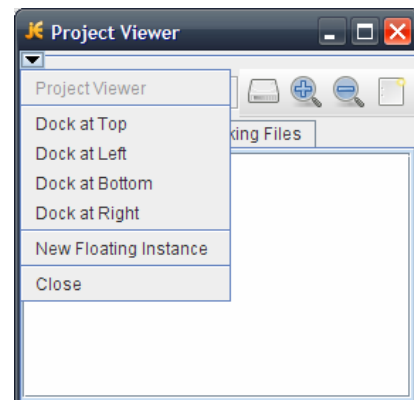 Project Viewer
Project Viewer
Dock at Top
king Files
Dock at Left
Dock at Bottom
Dock at Right
New Floating Instance
Close